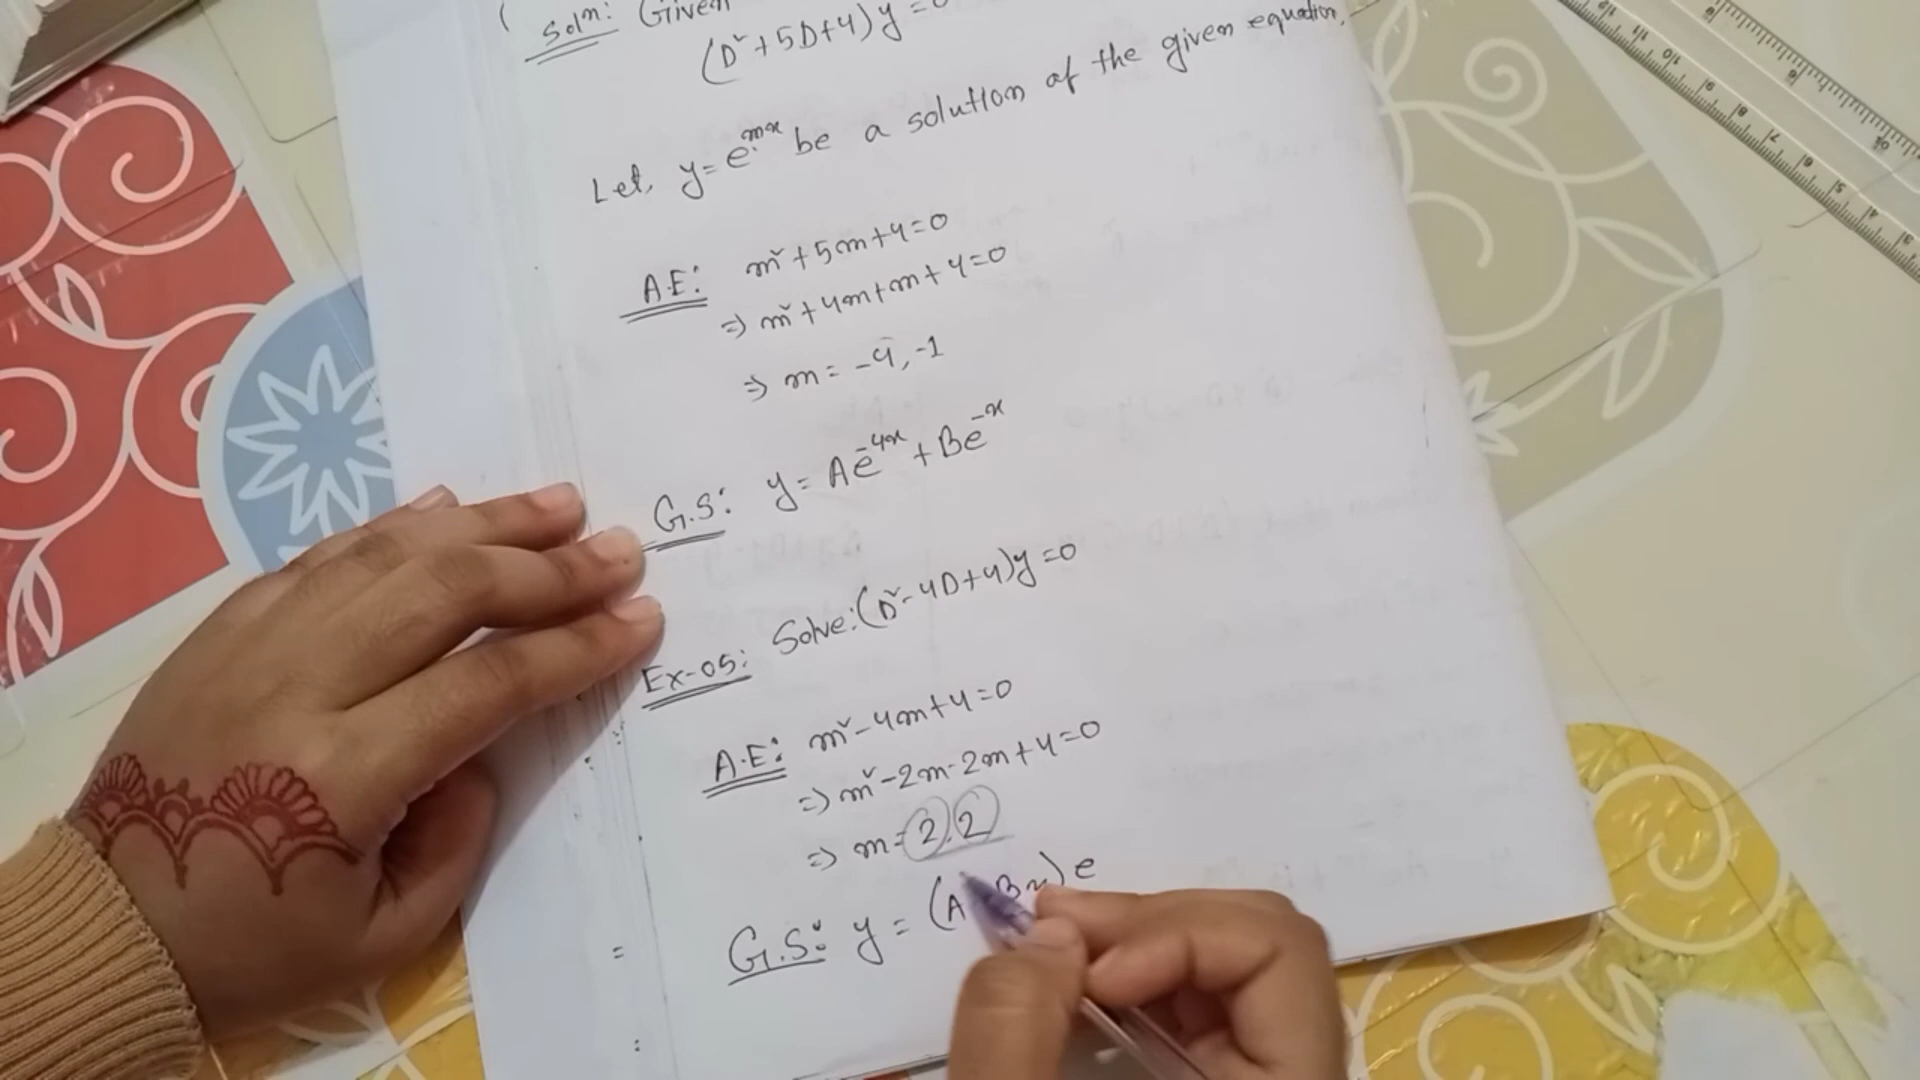 Soln: Given
(D² + 5D + 4) y = 0
Let, y = e^mx be a solution of the given equation,
A.E: m² + 5m + 4 = 0
⇒ m² + 4m + m + 4 = 0
⇒ m = -4, -1
G.S: y = Ae^-4x + Be^-x
Ex-05: Solve: (D² - 4D + 4)y = 0
A.E: m² - 4m + 4 = 0
⇒ m² - 2m - 2m + 4 = 0
⇒ m = 2, 2
G.S: y = (A Bx) e